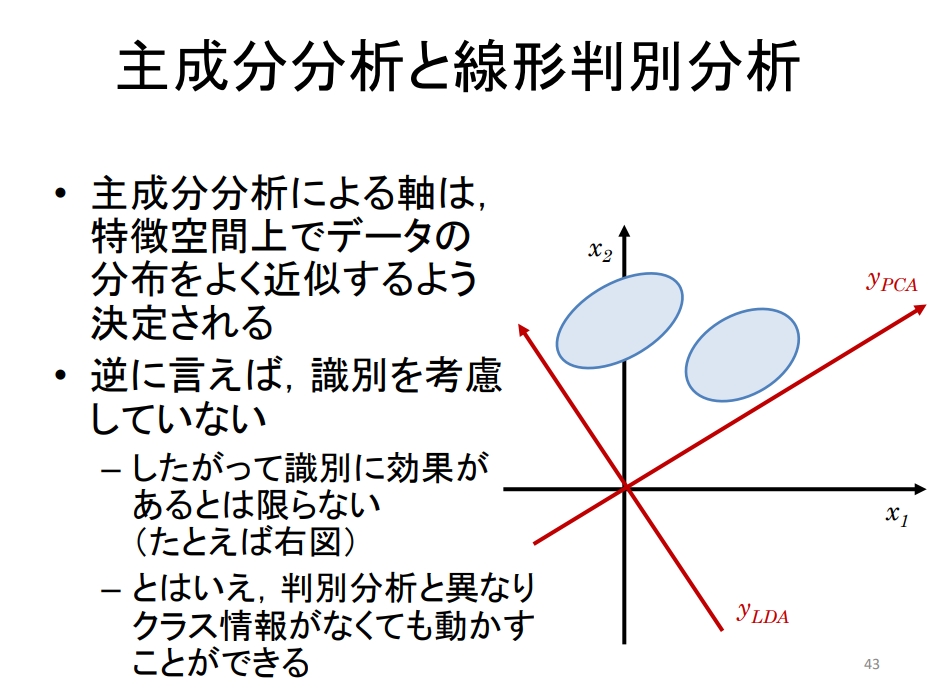 主成分分析と線形判別分析
• 主成分分析による軸は，
特徴空間上でデータの
分布をよく近似するよう
決定される
• 逆に言えば，識別を考慮
していない
– したがって識別に効果が
あるとは限らない
（たとえば右図）
– とはいえ，判別分析と異なり
クラス情報がなくても動かす
ことができる
x2
yPCA
x1
yLDA
43